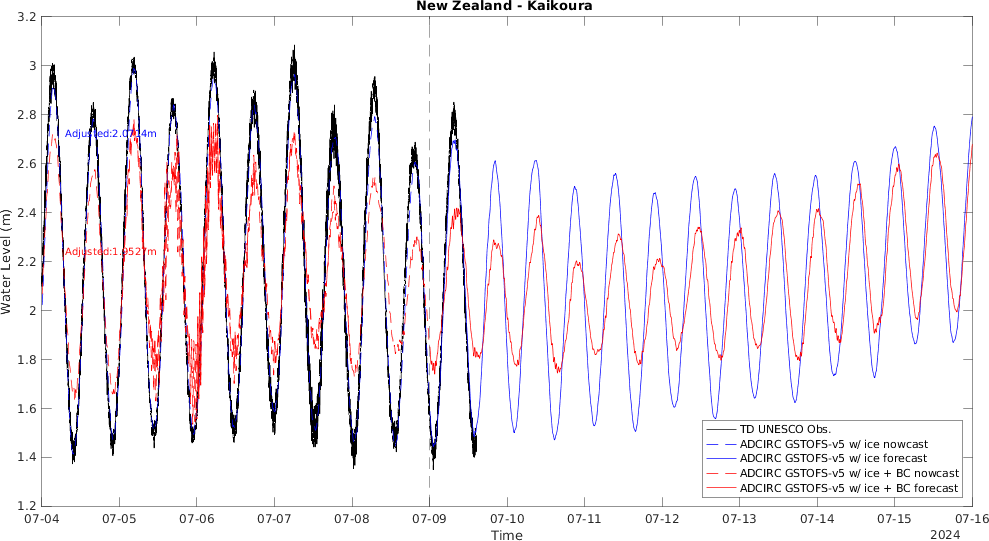 New Zealand - Kaikoura
3.2
3
2.8
2.6
2.4
2.2
2
1.8
1.6
1.4
1.2
Water Level (m)
Adjusted:2.0714m
Adjusted:1.9527m
TD UNESCO Obs.
ADCIRC GSTOFS-v5 w/ ice nowcast
ADCIRC GSTOFS-v5 w/ ice forecast
ADCIRC GSTOFS-v5 w/ ice + BC nowcast
ADCIRC GSTOFS-v5 w/ ice + BC forecast
07-04 07-05 07-06 07-07 07-08 07-09 07-10 07-11 07-12 07-13 07-14 07-15 07-16
Time
2024